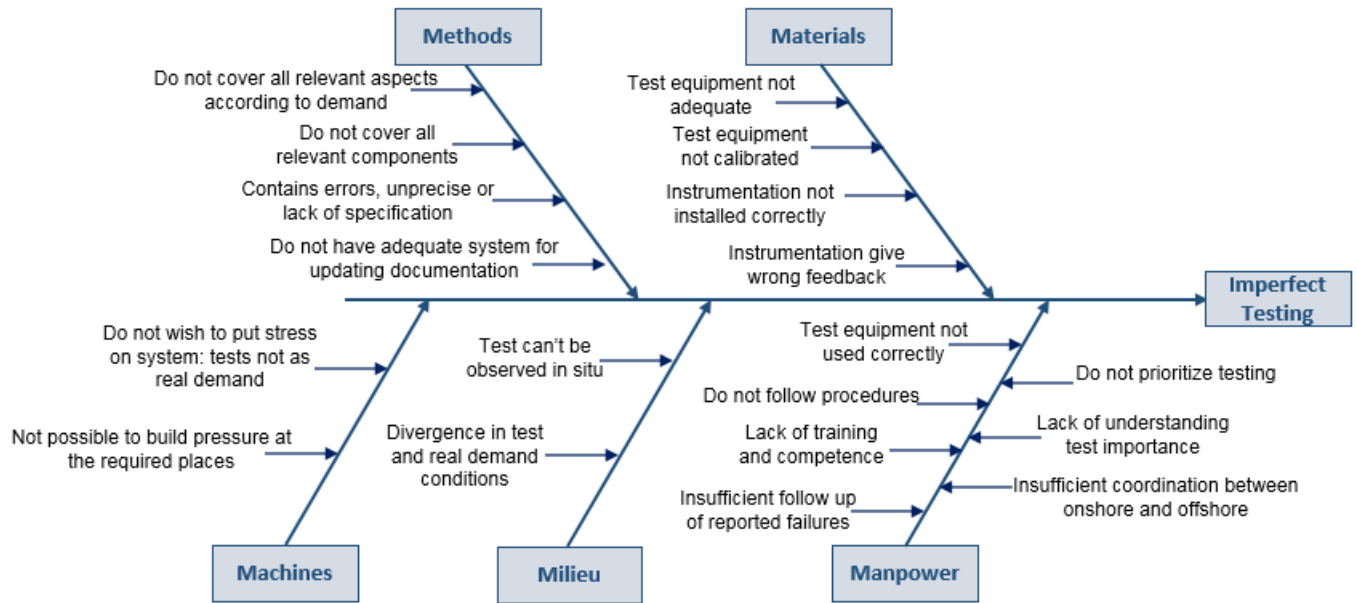 Methods
Materials
Do not cover all relevant aspects
according to demand
Do not cover all
relevant components
Contains errors, unprecise or
lack of specification
Do not have adequate system for
updating documentation
Test equipment not
adequate
Test equipment
not calibrated
Instrumentation not
installed correctly
Instrumentation give
wrong feedback
Imperfect
Testing
Do not wish to put stress
on system: tests not as
real demand
Not possible to build pressure at
the required places
Test can't be
observed in situ
Divergence in test
and real demand
conditions
Test equipment not
used correctly
Do not follow procedures
Lack of training
and competence
Insufficient follow up
of reported failures
Do not prioritize testing
Lack of understanding
test importance
Insufficient coordination between
onshore and offshore
Machines
Milieu
Manpower